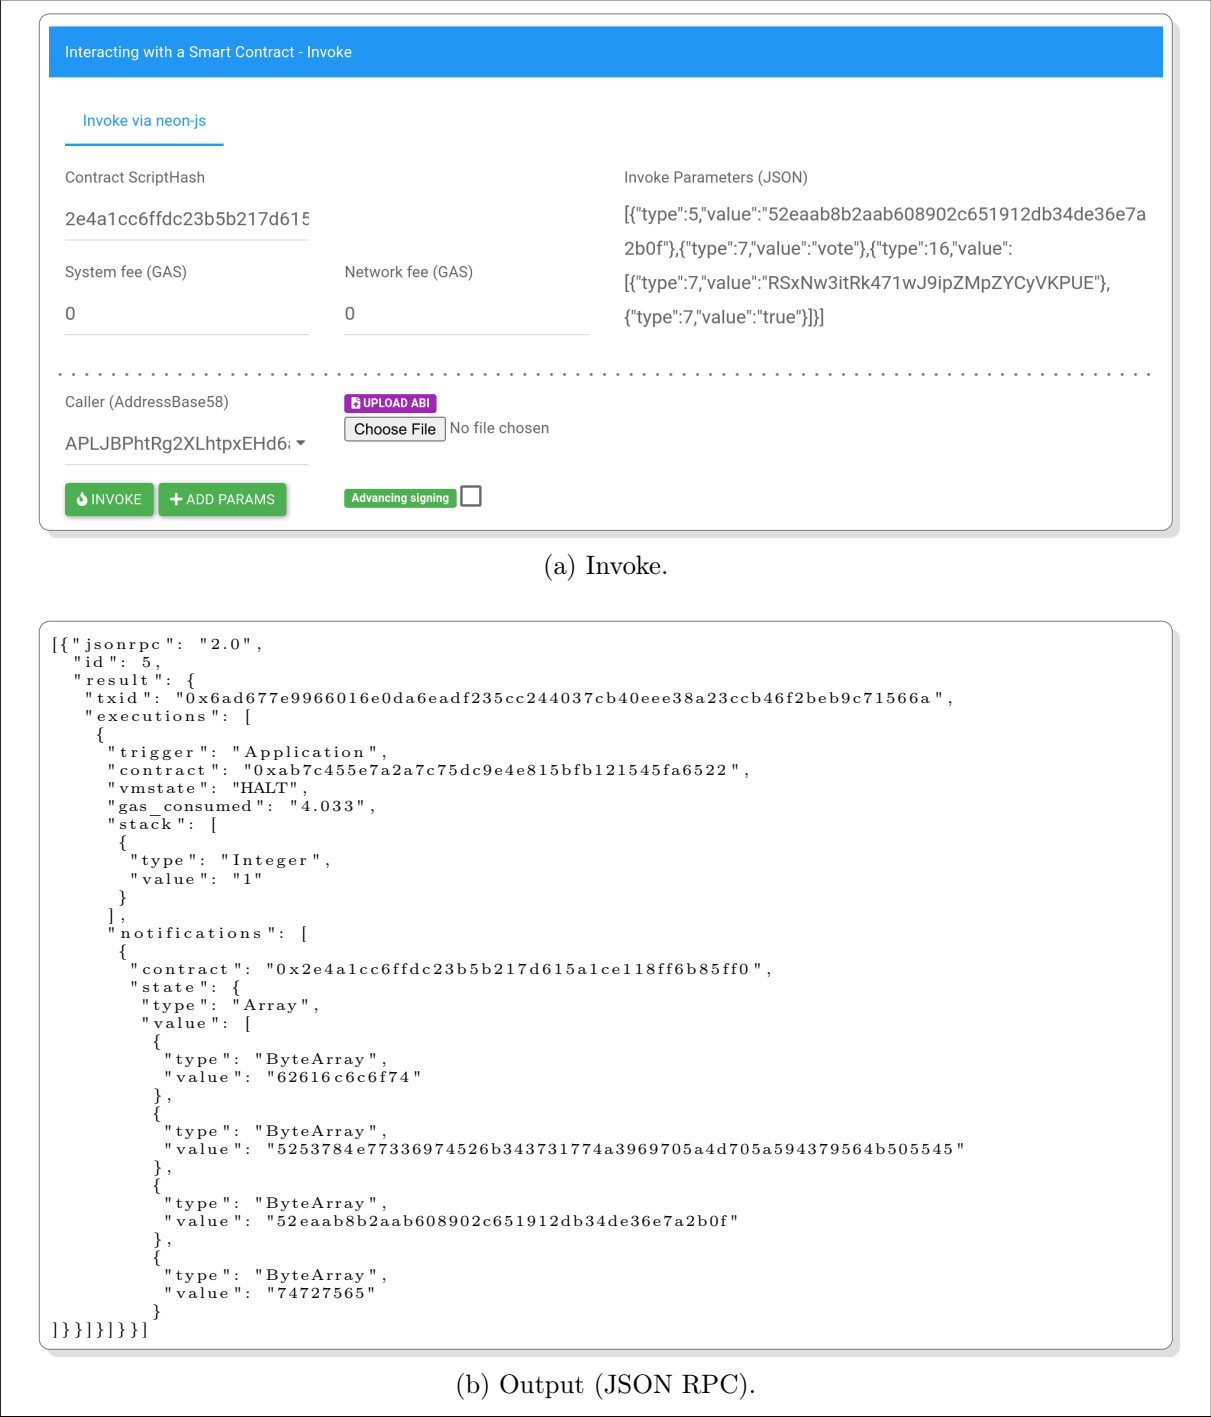 Interacting with a Smart Contract - Invoke
Invoke via neon-js
Contract ScriptHash
2e4a1cc6ffdc23b5b217d615
System fee (GAS)
Network fee (GAS)
0
0
Invoke Parameters (JSON)
[{"type":5,"value":"52eaab8b2aab608902c651912db34de36e7a
2b0f"},{"type":7,"value":"vote"},{"type":16,"value":
[{"type":7,"value":"RSxNw3itRk471wJ9ipZMpZYCyVKPUE"},
{"type":7,"value":"true"}]}]
Caller (AddressBase58)
APLJBPhtRg2XLhtpxEHd6
UPLOAD ABI
Choose File No file chosen
INVOKE
ADD PARAMS
Advancing signing
(a) Invoke.
[{"jsonrpc": "2.0",
"id": 5,
"result": {
"txid": "0x6ad677e9966016e0da6eadf235cc244037cb40eee38a23ccb46f2beb9c71566a",
"executions": [
{
"trigger": "Application",
"contract": "0xab7c455e7a2a7c75dc9e4e815bfb121545fa6522",
"vmstate": "HALT",
"gas_consumed": "4.033",
"stack": [
{
"type": "Integer",
"value": "1"
}
],
"notifications": [
{
"contract": "0x2e4a1cc6ffdc23b5b217d615a1ce118ff6b85ff0",
"state": {
"type": "Array",
"value": [
{
"type": "ByteArray",
"value": "62616c6c6f74"
},
{
"type": "ByteArray",
"value": "5253784e77336974526b343731774a3969705a4d705a594379564b505545"
},
{
"type": "ByteArray",
"value": "52eaab8b2aab608902c651912db34de36e7a2b0f"
},
{
"type": "ByteArray",
"value": "74727565"
}
]}}]}]}}]
(b) Output (JSON RPC).